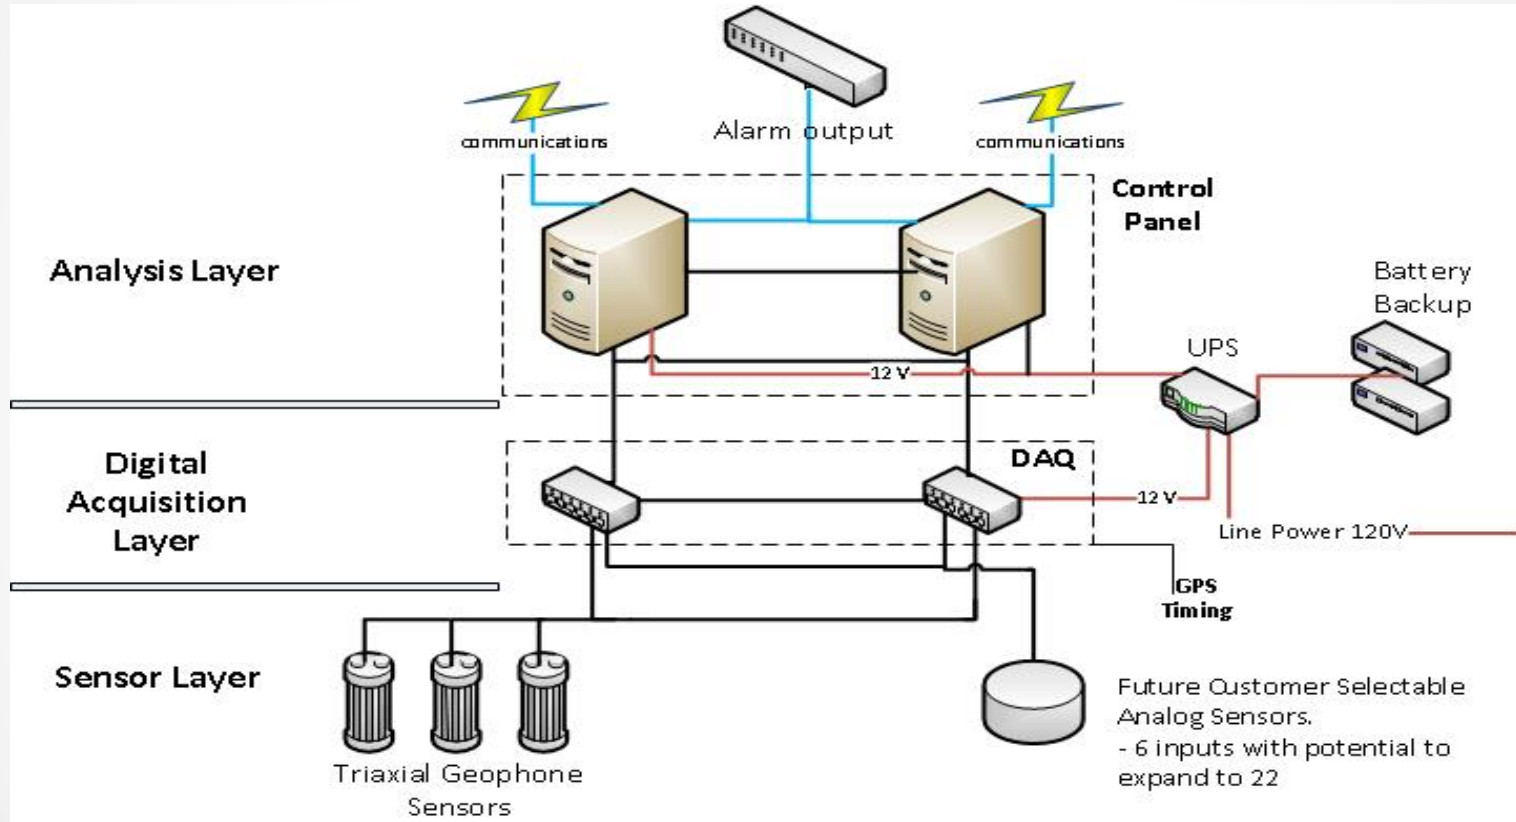 Alarm output
communications
communications
Control
Panel
Analysis Layer
Battery
Backup
UPS
12 V
Digital
Acquisition
Layer
DAQ
12 V
Line Power 120V
GPS
Timing
Sensor Layer
Future Customer Selectable
Analog Sensors.
- 6 inputs with potential to
expand to 22
Triaxial Geophone
Sensors